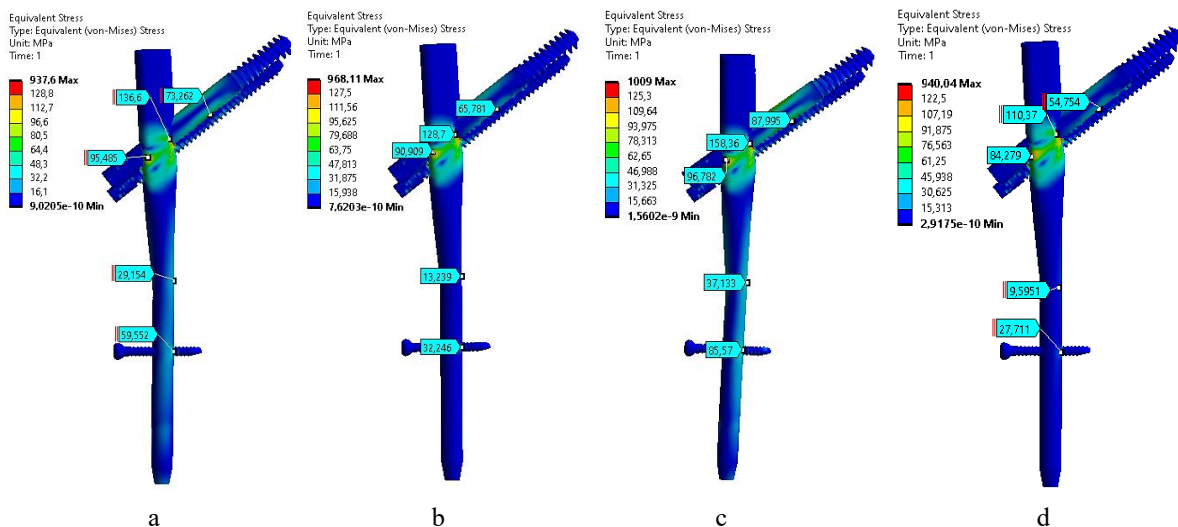 Equivalent Stress
Type: Equivalent (von-Mises) Stress
Unit: MPa
Time: 1
937,6 Max
128,8
112,7
96,6
80,5
64,4
48,3
32,2
16,1
9,0205e-10 Min
136,6
73,262
95,485
29,154
59,552
a
Equivalent Stress
Type: Equivalent (von-Mises) Stress
Unit: MPa
Time: 1
968,11 Max
127,5
111,56
95,625
79,688
63,75
47,813
31,875
15,938
7,6203e-10 Min
65,781
128,7
90,909
13,239
32,246
b
Equivalent Stress
Type: Equivalent (von-Mises) Stress
Unit: MPa
Time: 1
1009 Max
125,3
109,64
93,975
78,313
62,65
46,988
31,325
15,663
1,5602e-9 Min
87,995
158,36
96,782
37,133
85,57
c
Equivalent Stress
Type: Equivalent (von-Mises) Stress
Unit: MPa
Time: 1
940,04 Max
122,5
107,19
91,875
76,563
61,25
45,938
30,625
15,313
2,9175e-10 Min
54,754
110,37
84,279
9,5951
27,711
d